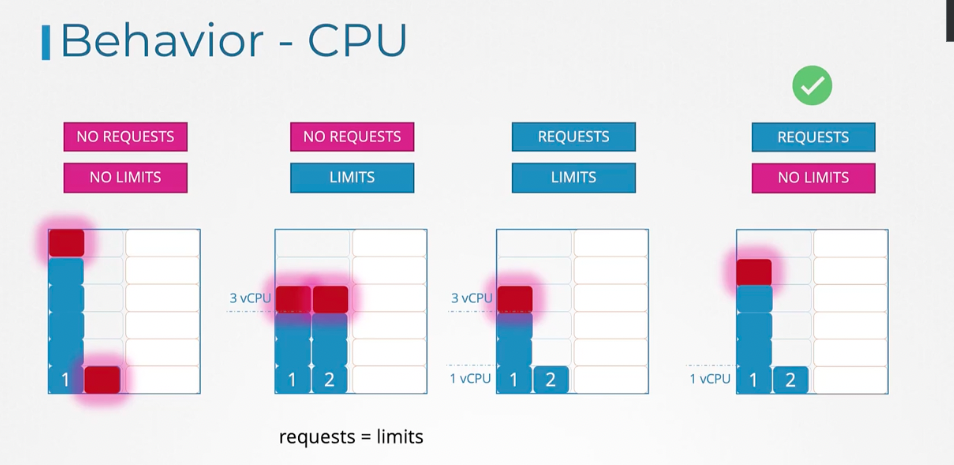 Behavior - CPU
NO REQUESTS
NO LIMITS
NO REQUESTS
LIMITS
REQUESTS
LIMITS
REQUESTS
NO LIMITS
1
3 vCPU
1 2
3 vCPU
1 vCPU
1 2
1 vCPU
1 2
requests = limits